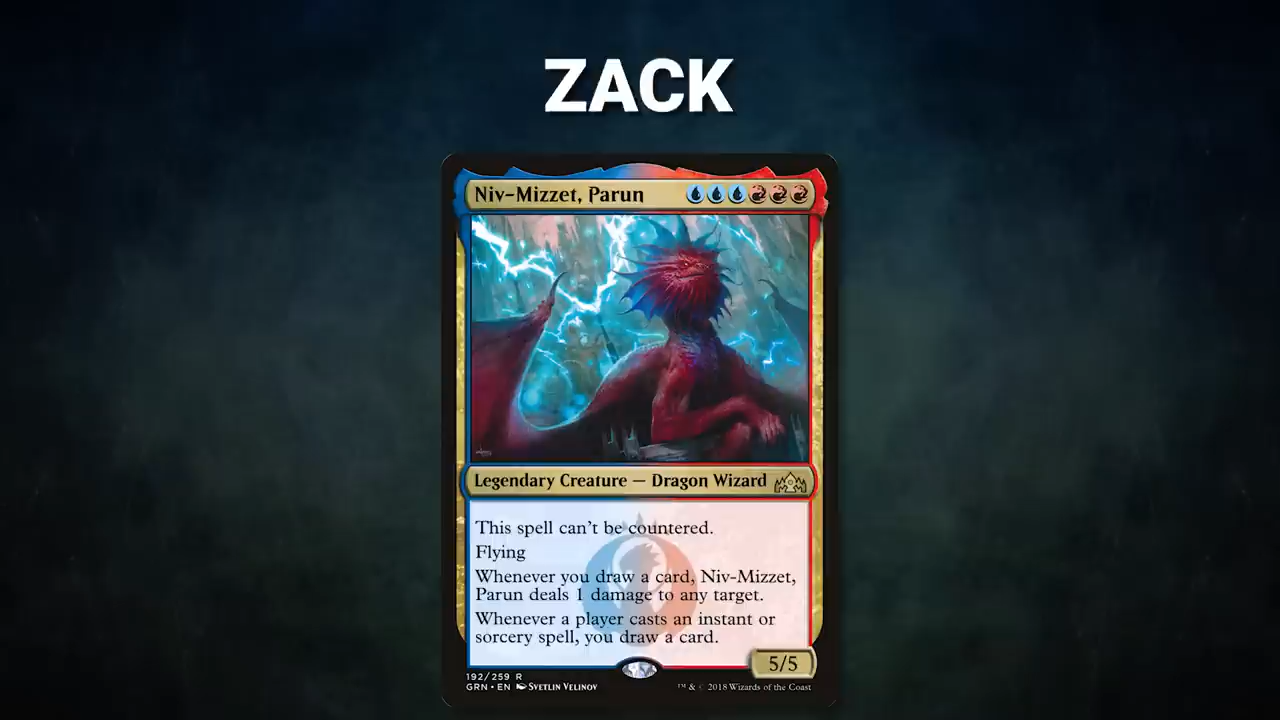 ZACK
Niv-Mizzet, Parun
Legendary Creature — Dragon Wizard
This spell can't be countered.
Flying
Whenever you draw a card, Niv-Mizzet,
Parun deals 1 damage to any target.
Whenever a player casts an instant or
sorcery spell, you draw a card.
5/5
192/259 R
GRN • EN Svetlin Velinov
™ & © 2018 Wizards of the Coast